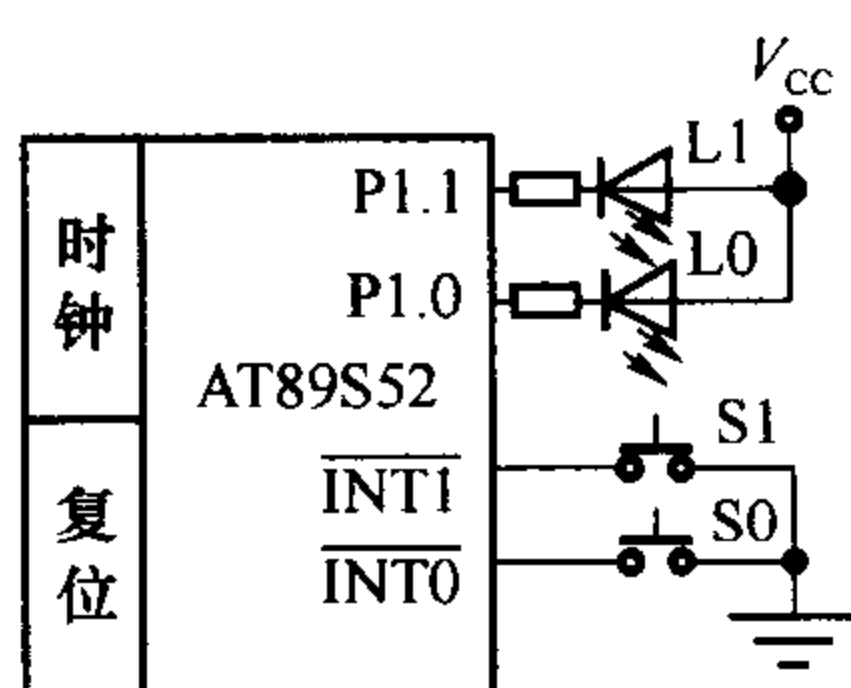 V_CC
L1
P1.1
L0
P1.0
时钟
AT89S52
S1
INT1
复位
S0
INT0